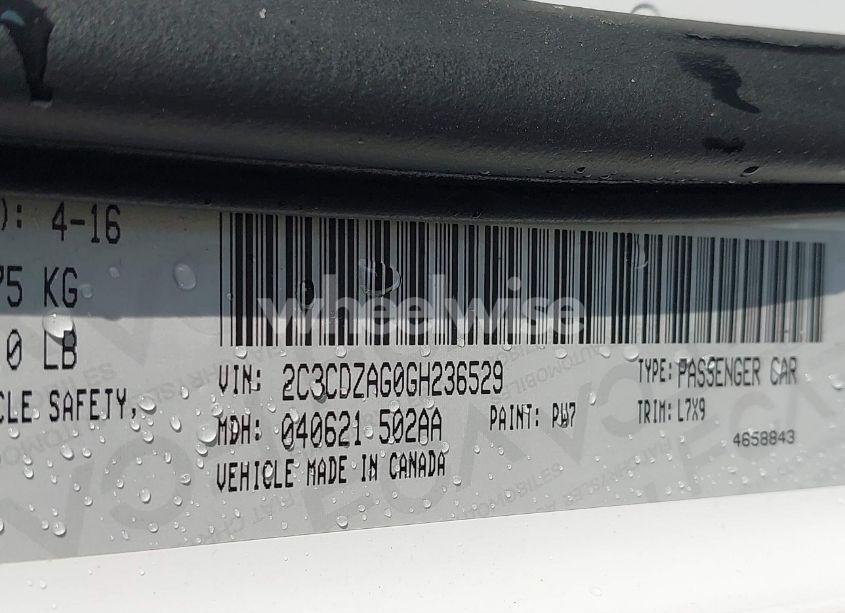 ): 4-16
75 KG
0 LB
CLE SAFETY,
wheelwise
VIN: 2C3CDZAG0GH236529
TYPE: PASSENGER CAR
MDH: 040621 502AA
PAINT: PW7
TRIM: L7X9
VEHICLE MADE IN CANADA
4658843